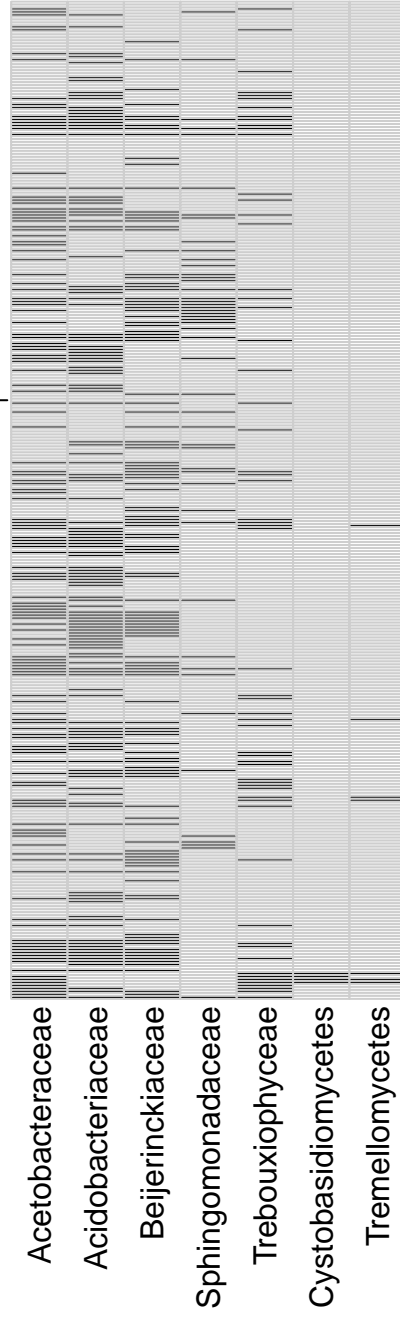 Acetobacteraceae
Acidobacteriaceae
Beijerinckiaceae
Sphingomonadaceae
Trebouxiophyceae
Cystobasidiomycetes
Tremellomycetes